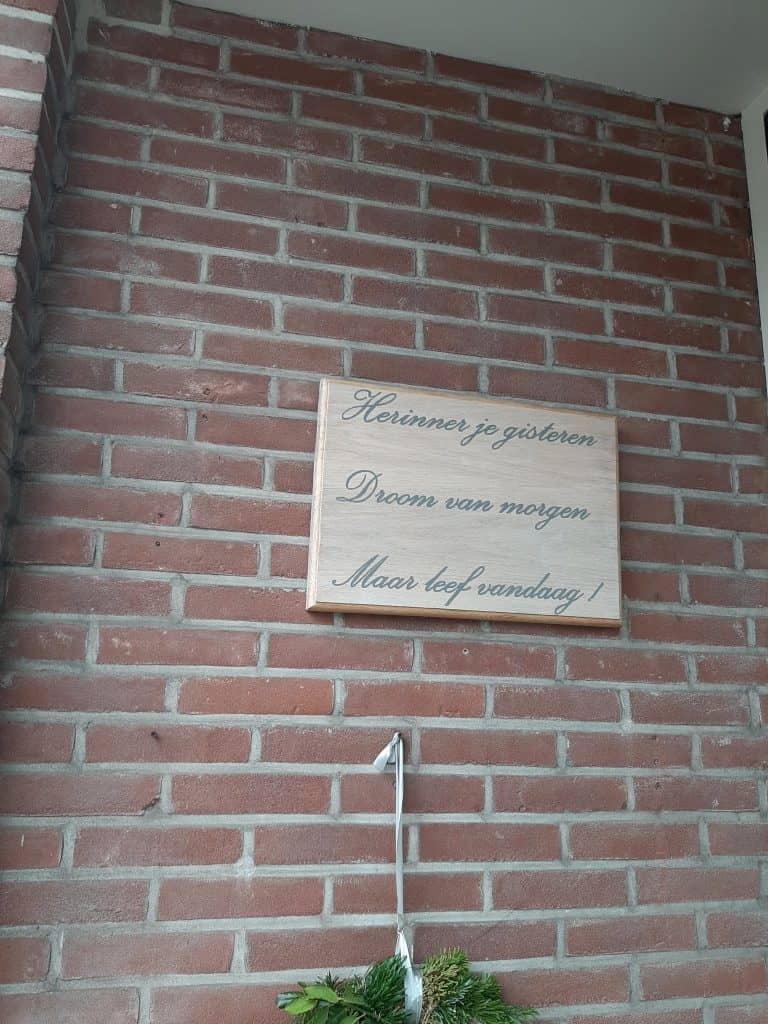 Herinner je gisteren
Droom van morgen
Maar leef vandaag !